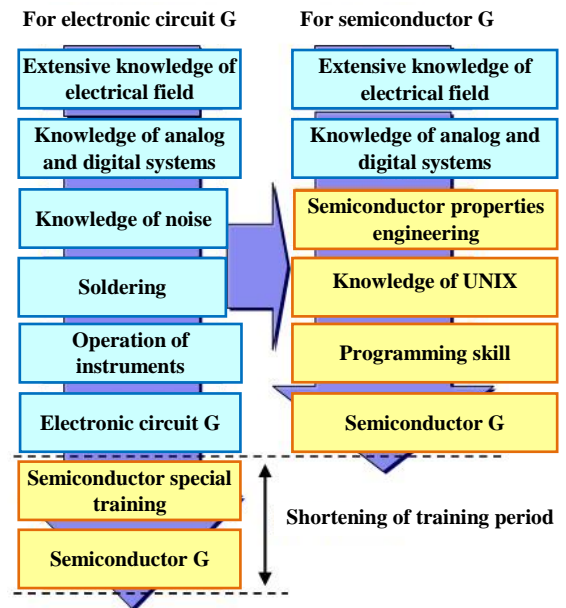 For electronic circuit G
Extensive knowledge of
electrical field
Knowledge of analog
and digital systems
Knowledge of noise
Soldering
Operation of
instruments
Electronic circuit G
Semiconductor special
training
Semiconductor G
For semiconductor G
Extensive knowledge of
electrical field
Knowledge of analog and
digital systems
Semiconductor properties
engineering
Knowledge of UNIX
Programming skill
Semiconductor G
Shortening of training period